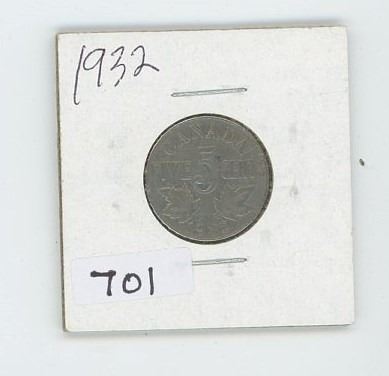 1932
CANADA
5
FIVE CENTS
701